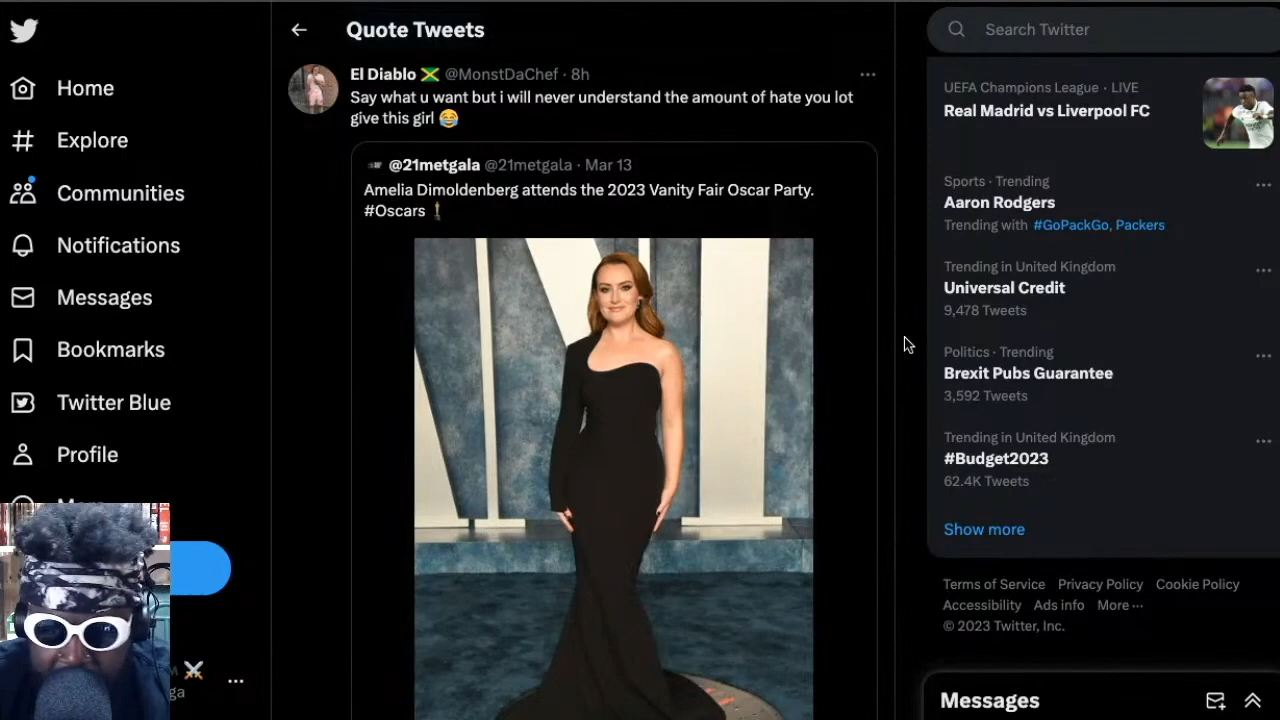 Home
Explore
Communities
Notifications
Messages
Bookmarks
Twitter Blue
Profile
ga
Quote Tweets
El Diablo 🇯🇲 @MonstDaChef · 8h
Say what u want but i will never understand the amount of hate you lot
give this girl 😂
@21metgala @21metgala · Mar 13
Amelia Dimoldenberg attends the 2023 Vanity Fair Oscar Party.
#Oscars
Search Twitter
UEFA Champions League · LIVE
Real Madrid vs Liverpool FC
Sports · Trending
Aaron Rodgers
Trending with #GoPackGo, Packers
Trending in United Kingdom
Universal Credit
9,478 Tweets
Politics · Trending
Brexit Pubs Guarantee
3,592 Tweets
Trending in United Kingdom
#Budget2023
62.4K Tweets
Show more
Terms of Service Privacy Policy Cookie Policy
Accessibility Ads info More ···
© 2023 Twitter, Inc.
Messages